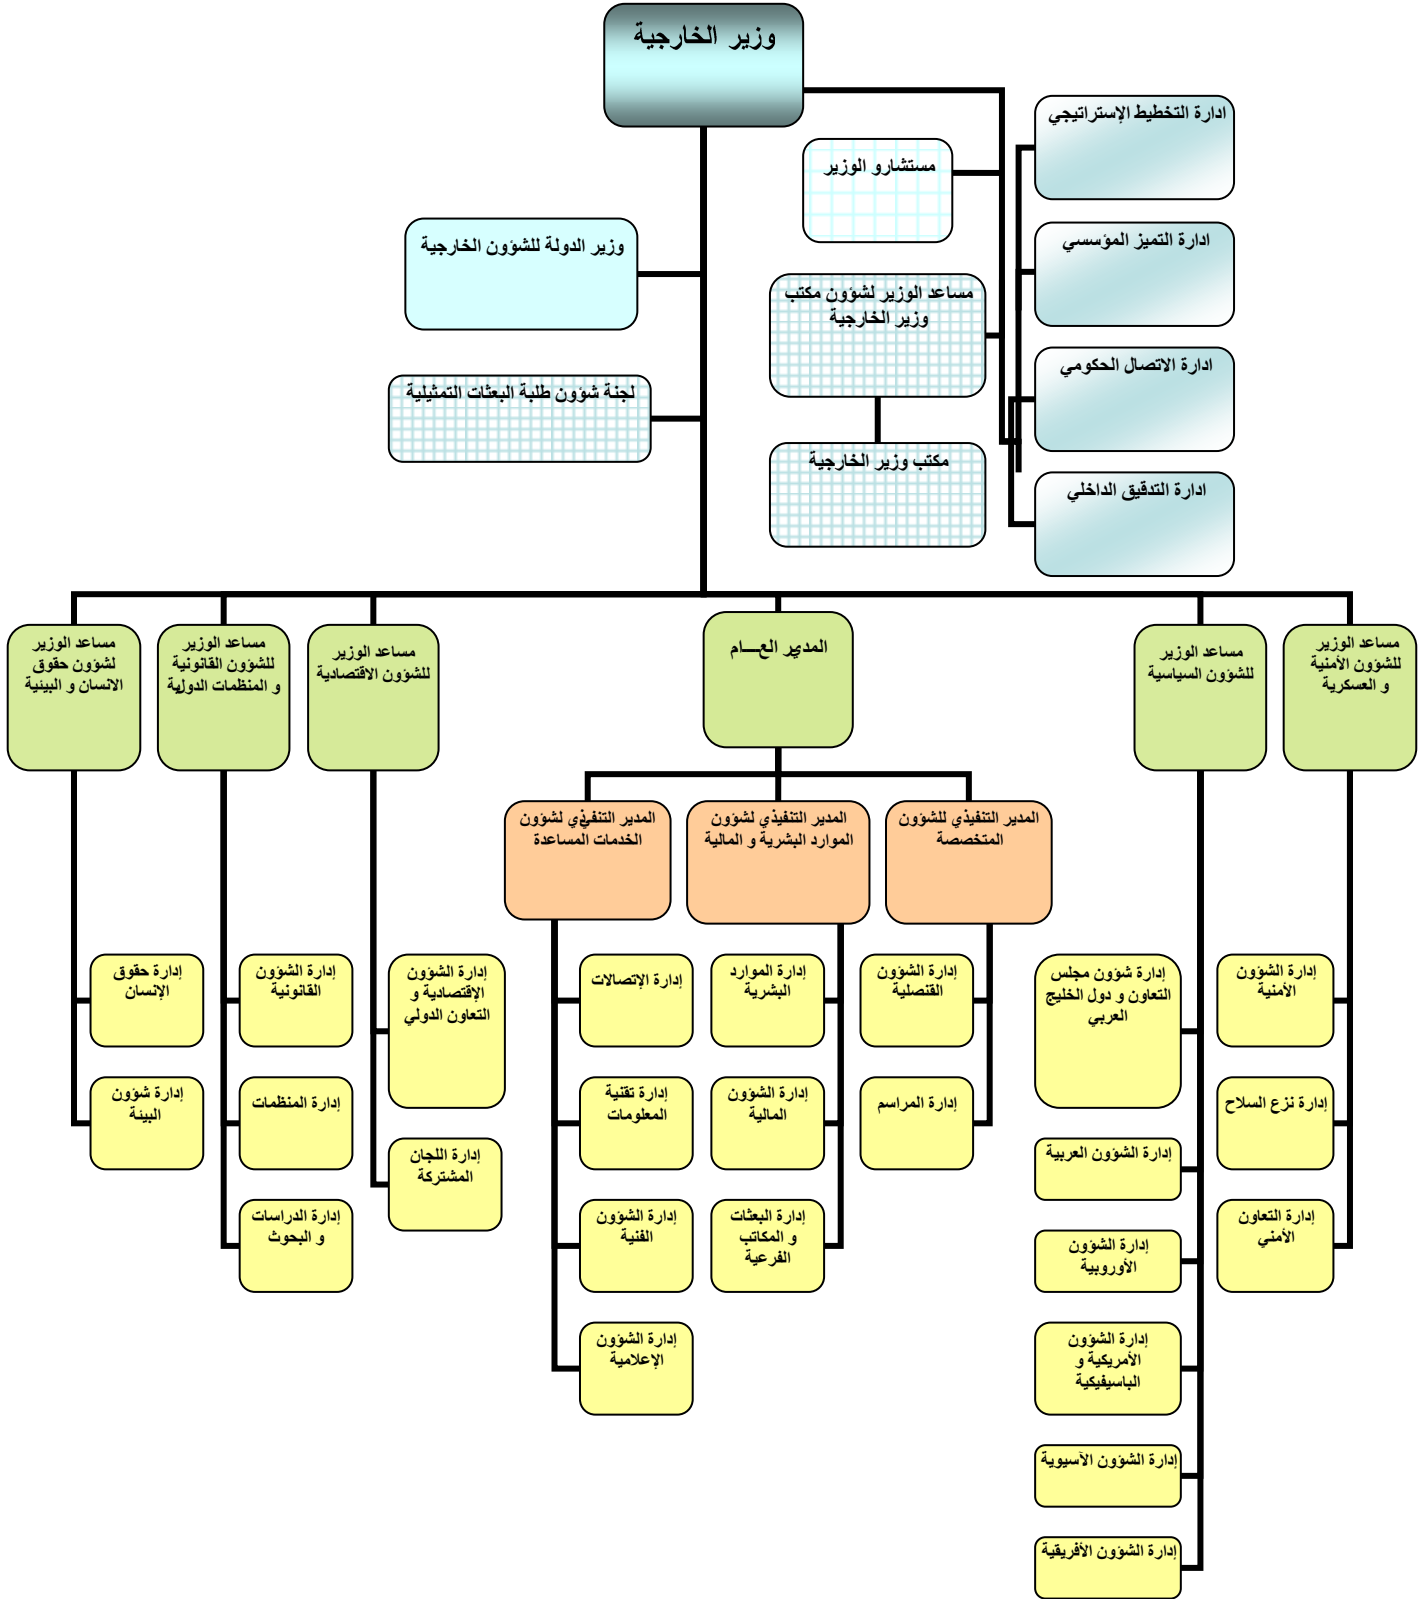 وزير الخارجية
ادارة التخطيط الإستراتيجي
مستشارو الوزير
ادارة التميز المؤسسي
وزير الدولة للشؤون الخارجية
مساعد الوزير لشؤون مكتب
وزير الخارجية
ادارة الاتصال الحكومي
لجنة شؤون طلبة البعثات التمثيلية
مكتب وزير الخارجية
ادارة التدقيق الداخلي
مساعد الوزير
للشؤون الأمنية
و العسكرية
مساعد الوزير
للشؤون السياسية
المدير العـــام
مساعد الوزير
للشؤون الاقتصادية
مساعد الوزير
للشؤون القانونية
و المنظمات الدولية
مساعد الوزير
لشؤون حقوق
الانسان و البيئية
المدير التنفيذي للشؤون
المتخصصة
المدير التنفيذي لشؤون
الموارد البشرية و المالية
المدير التنفيذي لشؤون
الخدمات المساعدة
إدارة الشؤون
الأمنية
إدارة شؤون مجلس
التعاون و دول الخليج
العربي
إدارة الشؤون
القنصلية
إدارة الموارد
البشرية
إدارة الإتصالات
إدارة الشؤون
الإقتصادية و
التعاون الدولي
إدارة الشؤون
القانونية
إدارة حقوق
الإنسان
إدارة نزع السلاح
إدارة الشؤون العربية
إدارة المراسم
إدارة الشؤون
المالية
إدارة تقنية
المعلومات
إدارة اللجان
المشتركة
إدارة المنظمات
إدارة شؤون
البيئة
إدارة التعاون
الأمني
إدارة الشؤون
الأوروبية
إدارة البعثات
و المكاتب
الفرعية
إدارة الشؤون
الفنية
إدارة الدراسات
و البحوث
إدارة الشؤون
الأمريكية و
الباسيفيكية
إدارة الشؤون
الإعلامية
إدارة الشؤون الآسيوية
إدارة الشؤون الأفريقية